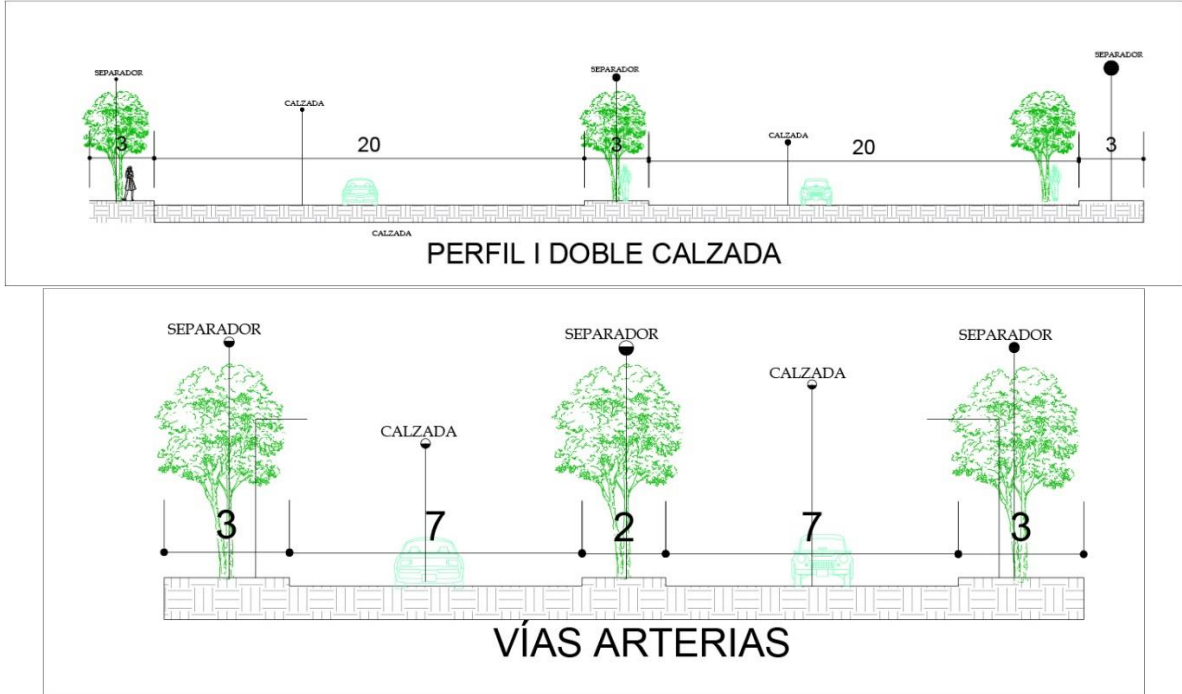 SEPARADOR
SEPARADOR
SEPARADOR
CALZADA
CALZADA
3
20
3
20
3
CALZADA
PERFIL I DOBLE CALZADA
SEPARADOR
SEPARADOR
SEPARADOR
CALZADA
CALZADA
3
7
2
7
3
VÍAS ARTERIAS